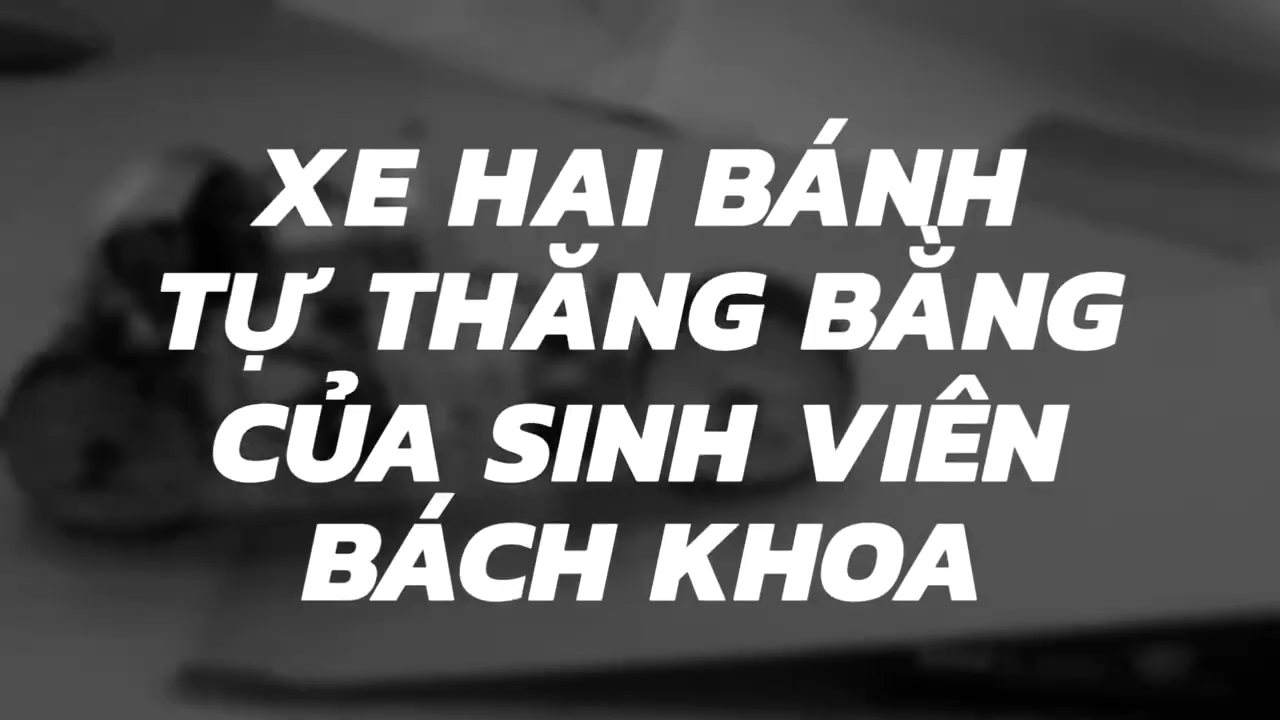 XE HAI BÁNH
TỰ THĂNG BẰNG
CỦA SINH VIÊN
BÁCH KHOA